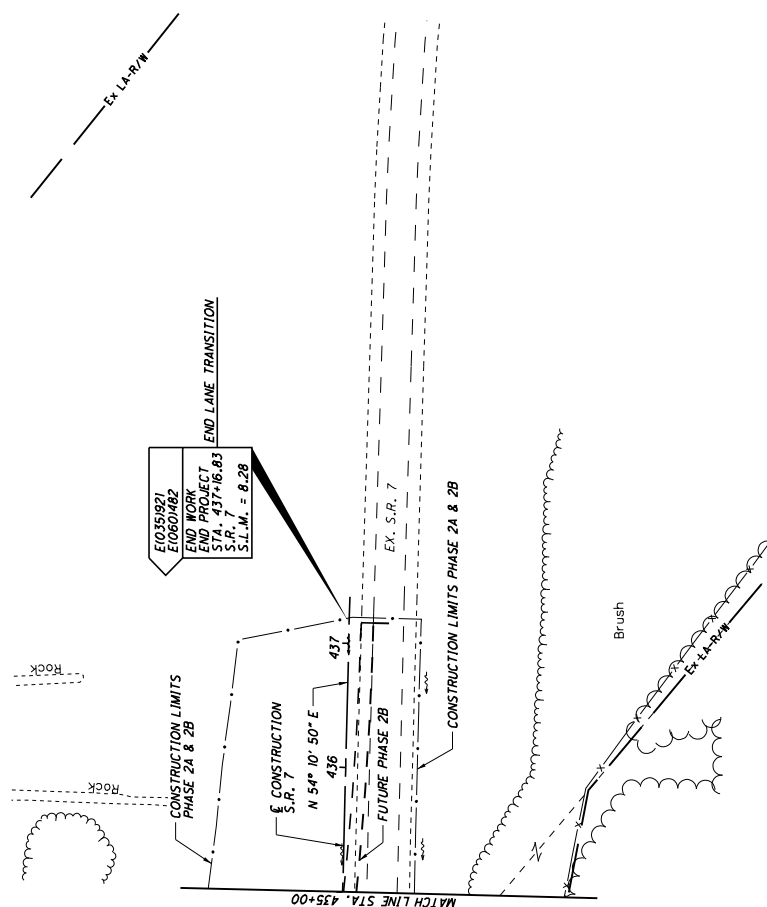 Ex LA-R/W
E(035)921
E(060)482
END WORK
END PROJECT
STA. 437+16.83
S.R. 7
S.L.M. = 8.28
END LANE TRANSITION
EX. S.R. 7
CONSTRUCTION LIMITS PHASE 2A & 2B
Rock
Rock
CONSTRUCTION LIMITS
PHASE 2A & 2B
℄ CONSTRUCTION
S.R. 7
N 54° 10' 50" E
436
437
FUTURE PHASE 2B
Brush
Ex LA-R/W
MATCH LINE STA. 435+00